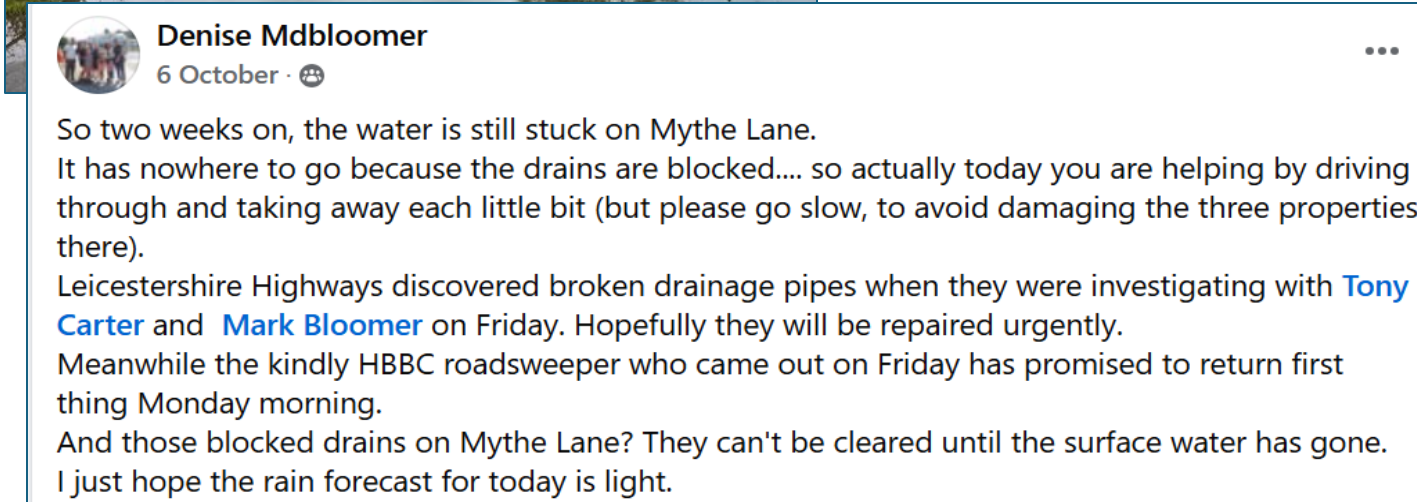 Denise Mdbloomer
6 October ·
So two weeks on, the water is still stuck on Mythe Lane.
It has nowhere to go because the drains are blocked.... so actually today you are helping by driving
through and taking away each little bit (but please go slow, to avoid damaging the three properties
there).
Leicestershire Highways discovered broken drainage pipes when they were investigating with Tony
Carter and  Mark Bloomer on Friday. Hopefully they will be repaired urgently.
Meanwhile the kindly HBBC roadsweeper who came out on Friday has promised to return first
thing Monday morning.
And those blocked drains on Mythe Lane? They can't be cleared until the surface water has gone.
I just hope the rain forecast for today is light.